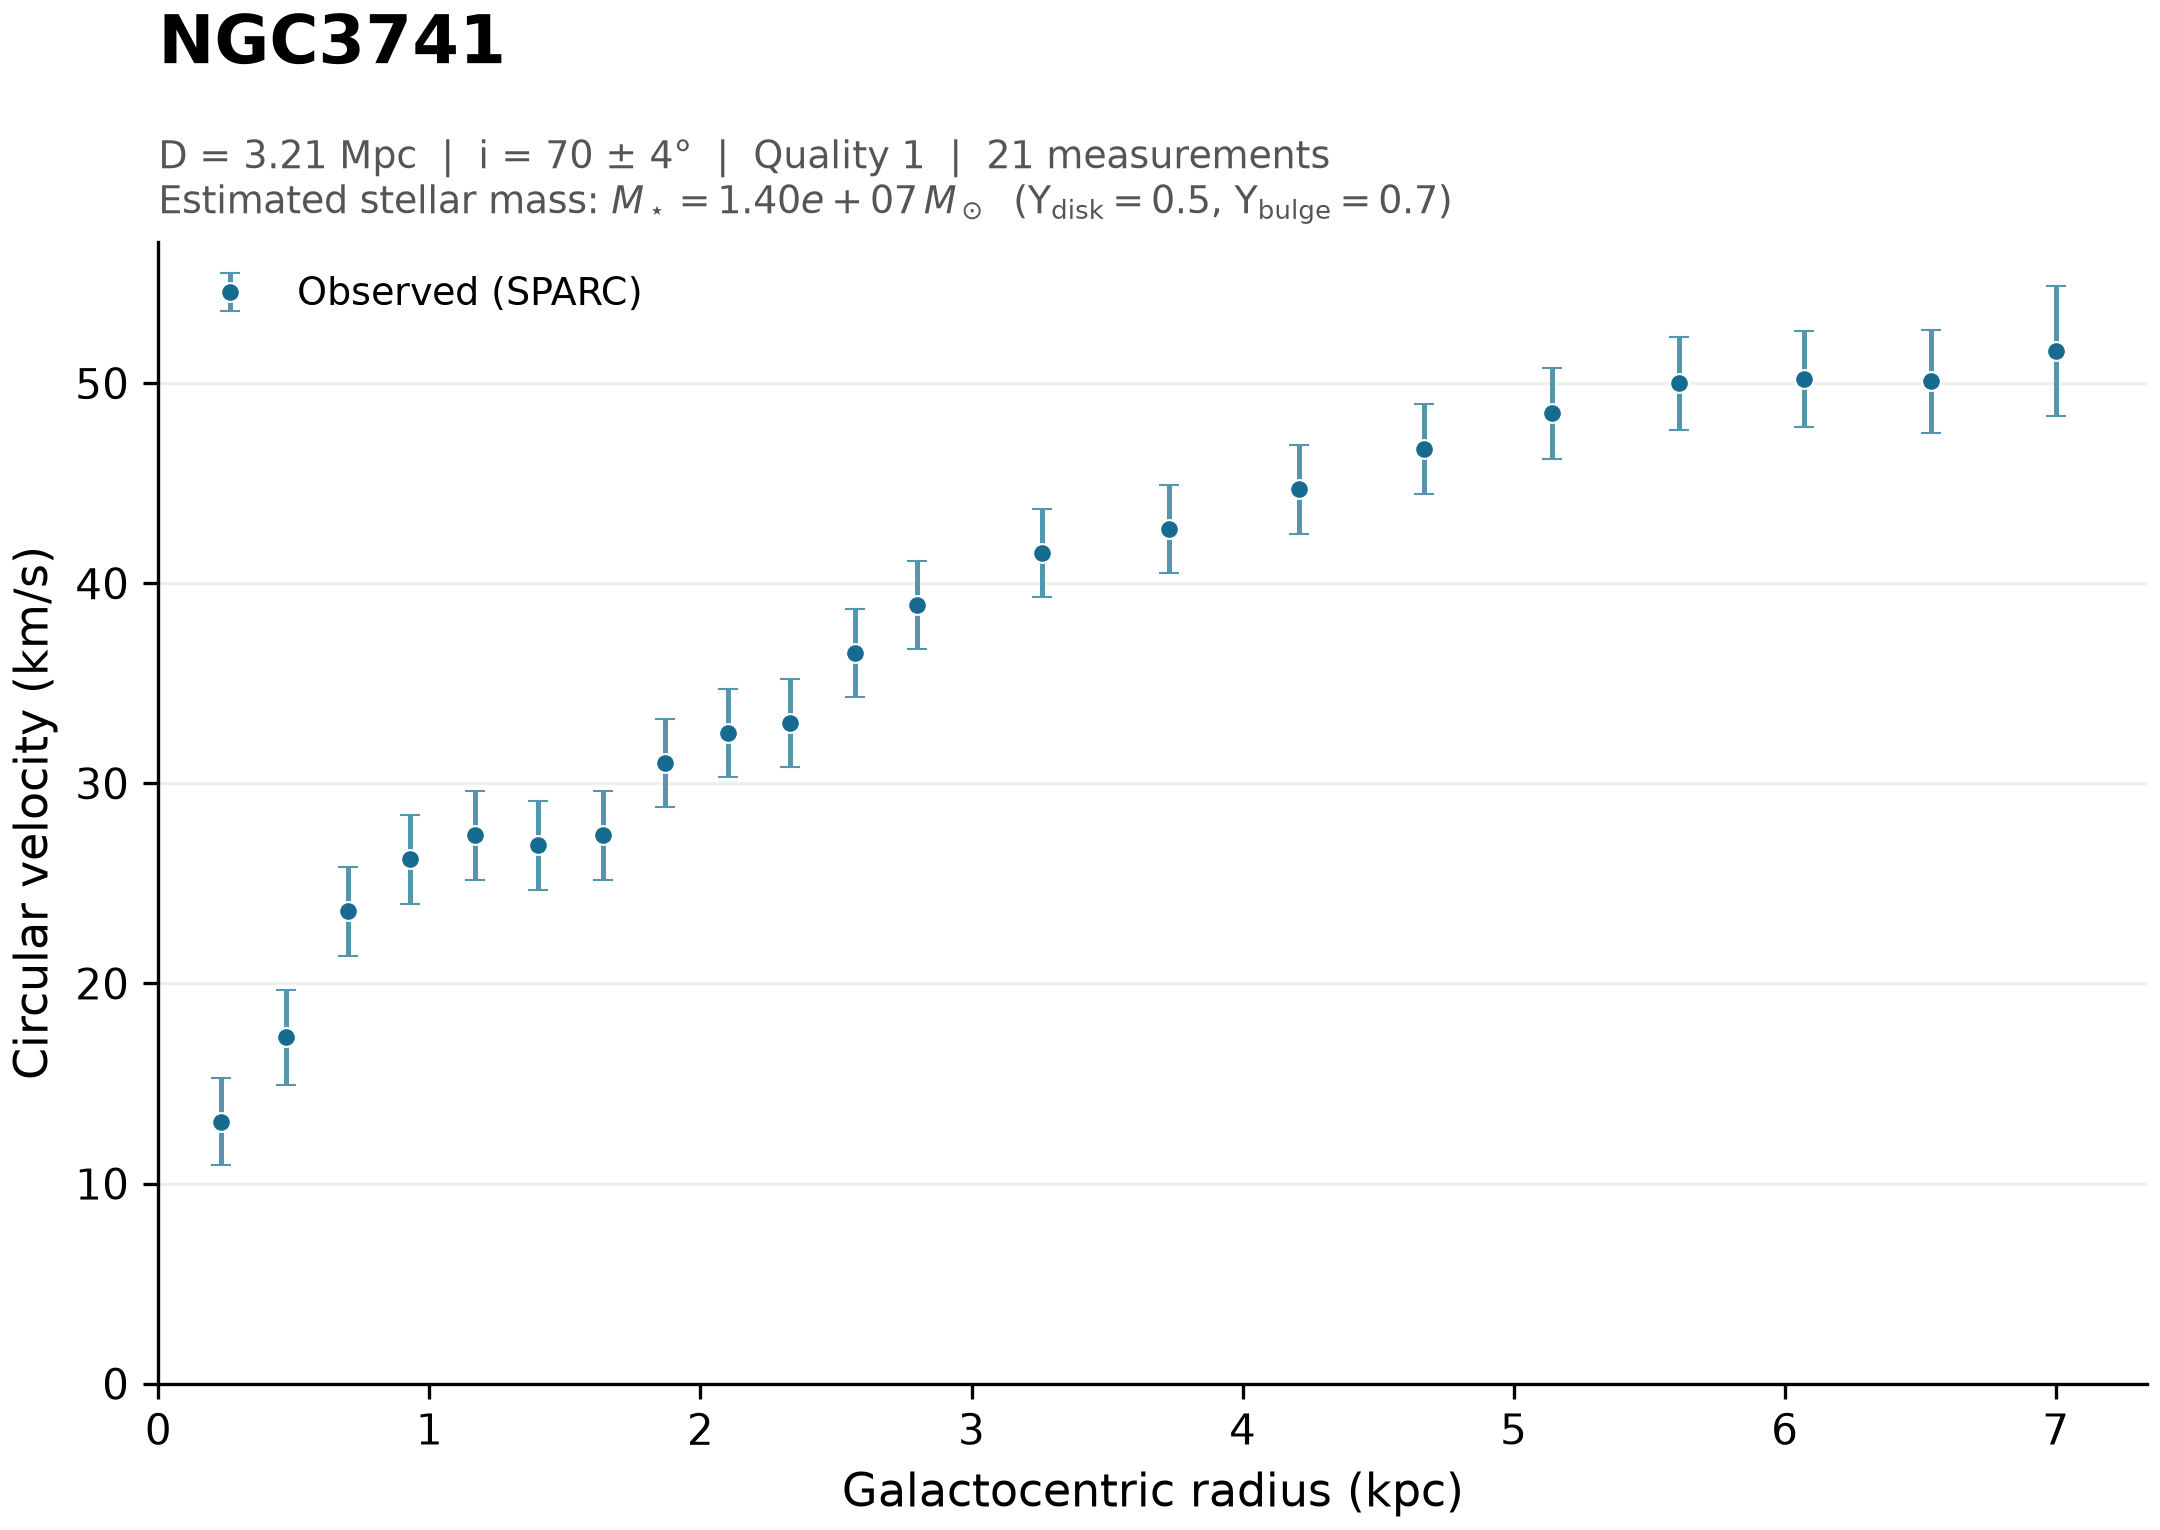 NGC3741
D = 3.21 Mpc | i = 70 ± 4° | Quality 1 | 21 measurements
Estimated stellar mass: M⋆ = 1.40e + 07 M⊙ (Υdisk = 0.5, Υbulge = 0.7)
Observed (SPARC)
Circular velocity (km/s)
50
40
30
20
10
0
0 1 2 3 4 5 6 7
Galactocentric radius (kpc)